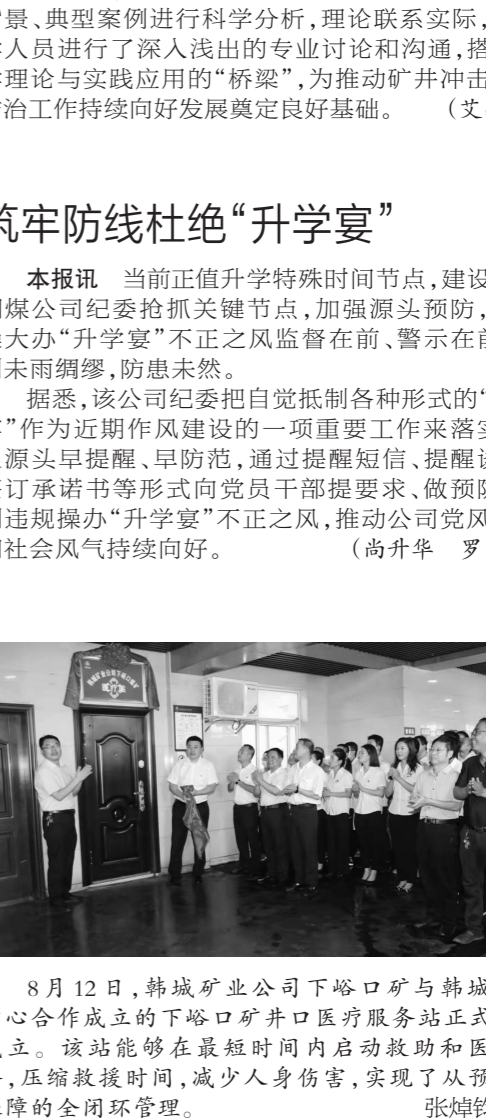 景、典型案例进行科学分析,理论联系实际,
人员进行了深入浅出的专业讨论和沟通,搭
理论与实践应用的“桥梁”,为推动矿井冲击
治工作持续向好发展奠定良好基础。 (艾
筑牢防线杜绝“升学宴”
本报讯 当前正值升学特殊时间节点,建设
煤公司纪委抢抓关键节点,加强源头预防,
大办“升学宴”不正之风监督在前、警示在前
未雨绸缪,防患未然。
据悉,该公司纪委把自觉抵制各种形式的“
”作为近期作风建设的一项重要工作来落实
源头早提醒、早防范,通过提醒短信、提醒谈
订承诺书等形式向党员干部提要求、做预防
违规操办“升学宴”不正之风,推动公司党风
社会风气持续向好。 (尚升华 罗
8月12日,韩城矿业公司下峪口矿与韩城
心合作成立的下峪口矿井口医疗服务站正式
立。该站能够在最短时间内启动救助和医
,压缩救援时间,减少人身伤害,实现了从预
障的全闭环管理。 张焯